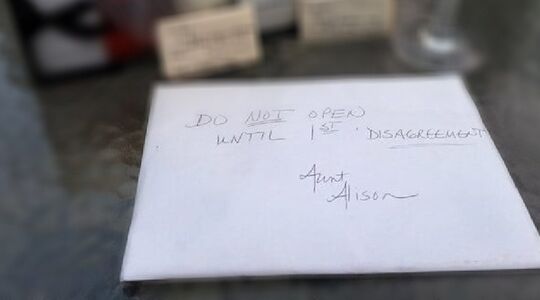 DO NOT OPEN
UNTIL 1ST DISAGREEMENT
Aunt
Alison